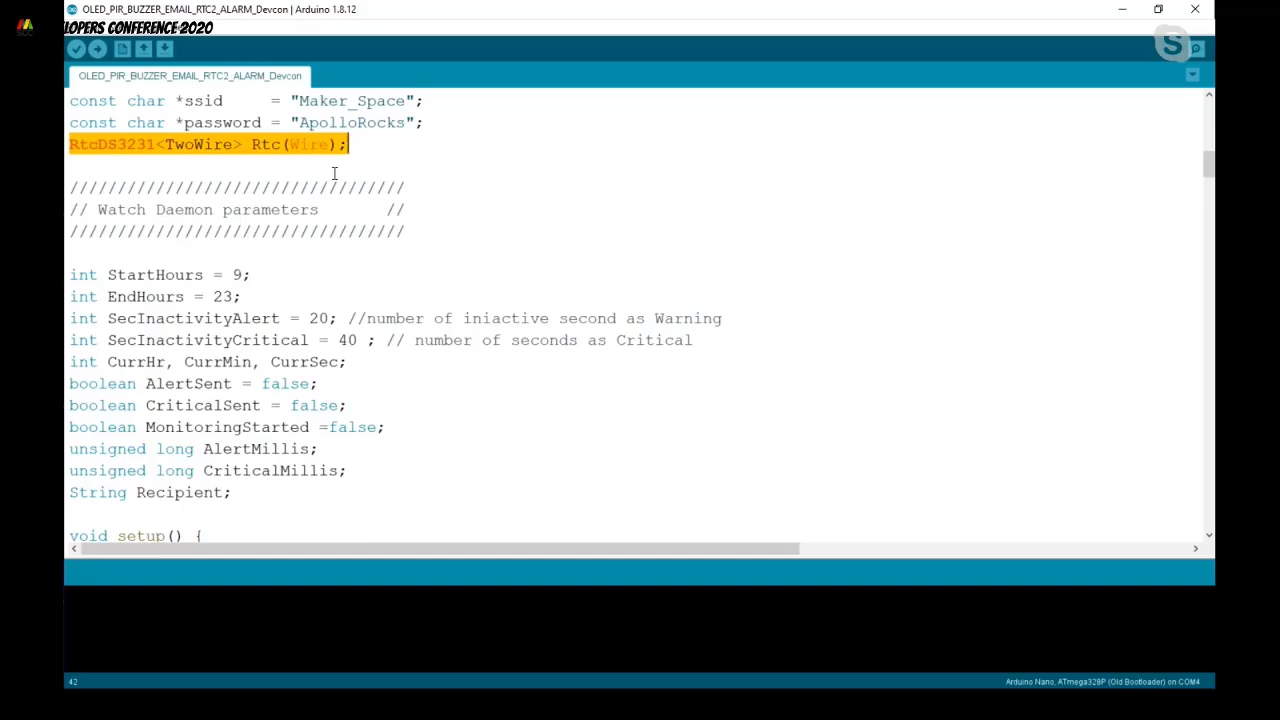 OLED_PIR_BUZZER_EMAIL_RTC2_ALARM_Devcon | Arduino 1.8.12
ELOPERS CONFERENCE 2020
SCC
OLED_PIR_BUZZER_EMAIL_RTC2_ALARM_Devcon
const char *ssid     = "Maker_Space";
const char *password = "ApolloRocks";
RtcDS3231<TwoWire> Rtc(Wire);
///////////////////////////////////
// Watch Daemon parameters       //
///////////////////////////////////
int StartHours = 9;
int EndHours = 23;
int SecInactivityAlert = 20; //number of iniactive second as Warning
int SecInactivityCritical = 40 ; // number of seconds as Critical
int CurrHr, CurrMin, CurrSec;
boolean AlertSent = false;
boolean CriticalSent = false;
boolean MonitoringStarted =false;
unsigned long AlertMillis;
unsigned long CriticalMillis;
String Recipient;
void setup() {
42
Arduino Nano, ATmega328P (Old Bootloader) on COM4